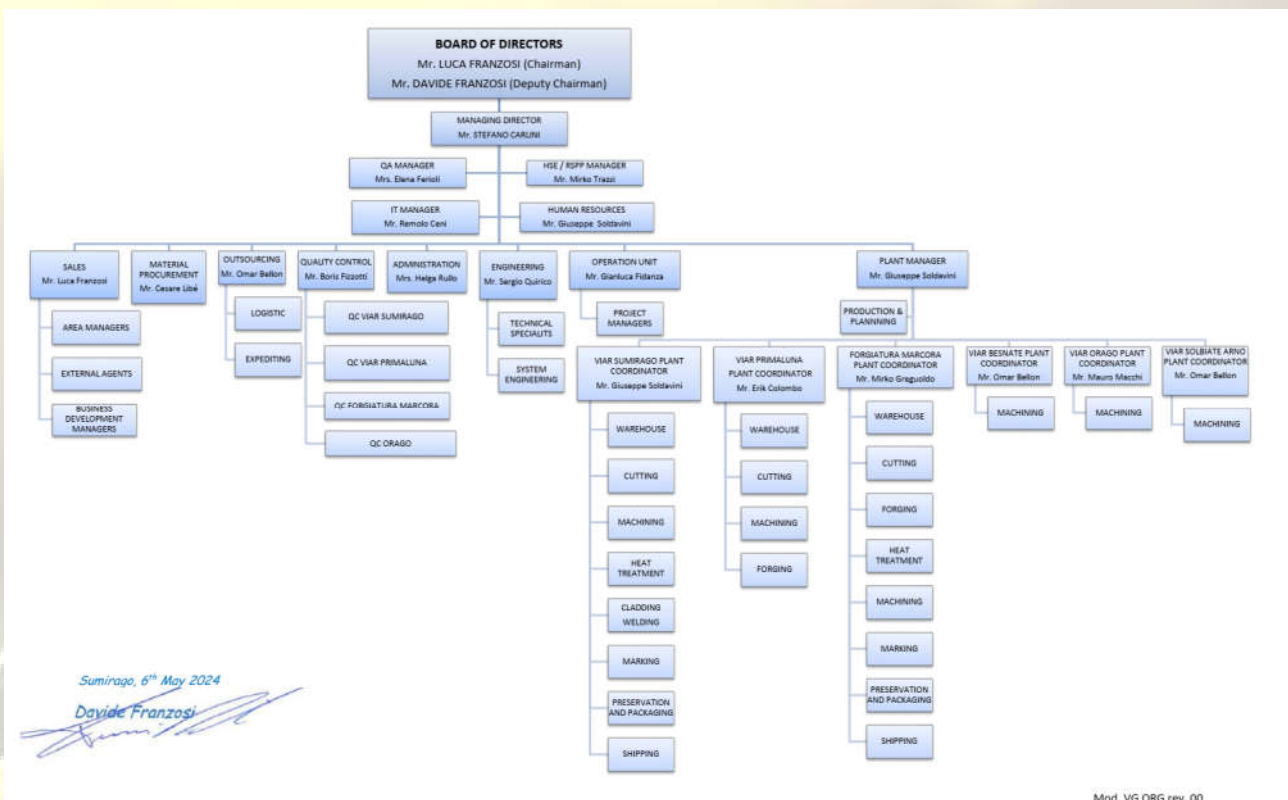 BOARD OF DIRECTORS
Mr. LUCA FRANZOSI (Chairman)
Mr. DAVIDE FRANZOSI (Deputy Chairman)
MANAGING DIRECTOR
Mr. STEFANO CARLINI
QA MANAGER
Mrs. Elena Ferioli
HSE / RSPP MANAGER
Mr. Mirko Trazzi
IT MANAGER
Mr. Remolo Ceni
HUMAN RESOURCES
Mr. Giuseppe Soldavini
SALES
Mr. Luca Franzosi
MATERIAL
PROCUREMENT
Mr. Cesare Libé
OUTSOURCING
Mr. Omar Bellon
QUALITY CONTROL
Mr. Boris Fizzotti
ADMINISTRATION
Mrs. Helga Rullo
ENGINEERING
Mr. Sergio Quirico
OPERATION UNIT
Mr. Gianluca Fidanza
PLANT MANAGER
Mr. Giuseppe Soldavini
AREA MANAGERS
EXTERNAL AGENTS
BUSINESS
DEVELOPMENT
MANAGERS
LOGISTIC
EXPEDITING
QC VIAR SUMIRAGO
QC VIAR PRIMALUNA
QC FORGIATURA MARCORA
QC ORAGO
TECHNICAL
SPECIALITS
SYSTEM
ENGINEERING
PROJECT
MANAGERS
PRODUCTION &
PLANNNING
VIAR SUMIRAGO PLANT
COORDINATOR
Mr. Giuseppe Soldavini
WAREHOUSE
CUTTING
MACHINING
HEAT
TREATMENT
CLADDING
WELDING
MARKING
PRESERVATION
AND PACKAGING
SHIPPING
VIAR PRIMALUNA
PLANT COORDINATOR
Mr. Erik Colombo
WAREHOUSE
CUTTING
MACHINING
FORGING
FORGIATURA MARCORA
PLANT COORDINATOR
Mr. Mirko Greguoldo
WAREHOUSE
CUTTING
FORGING
HEAT
TREATMENT
MACHINING
MARKING
PRESERVATION
AND PACKAGING
SHIPPING
VIAR BESNATE PLANT
COORDINATOR
Mr. Omar Bellon
MACHINING
VIAR ORAGO PLANT
COORDINATOR
Mr. Mauro Macchi
MACHINING
VIAR SOLBIATE ARNO
PLANT COORDINATOR
Mr. Omar Bellon
MACHINING
Sumirago, 6th May 2024
Davide Franzosi
Mod. VG ORG rev. 00